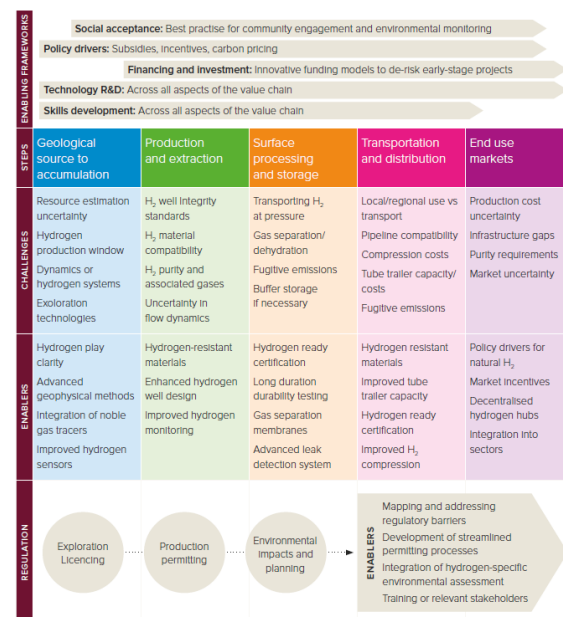 ENABLING FRAMEWORKS
Social acceptance: Best practise for community engagement and environmental monitoring
Policy drivers: Subsidies, incentives, carbon pricing
Financing and investment: Innovative funding models to de-risk early-stage projects
Technology R&D: Across all aspects of the value chain
Skills development: Across all aspects of the value chain
STEPS
Geological
source to
accumulation
Production
and extraction
Surface
processing
and storage
Transportation
and distribution
End use
markets
CHALLENGES
Resource estimation
uncertainty
Hydrogen
production window
Dynamics or
hydrogen systems
Exploration
technologies
H₂ well integrity
standards
H₂ material
compatibility
H₂ purity and
associated gases
Uncertainty in
flow dynamics
Transporting H₂
at pressure
Gas separation/
dehydration
Fugitive emissions
Buffer storage
if necessary
Local/regional use vs
transport
Pipeline compatibility
Compression costs
Tube trailer capacity/
costs
Fugitive emissions
Production cost
uncertainty
Infrastructure gaps
Purity requirements
Market uncertainty
ENABLERS
Hydrogen play
clarity
Advanced
geophysical methods
Integration of noble
gas tracers
Improved hydrogen
sensors
Hydrogen-resistant
materials
Enhanced hydrogen
well design
Improved hydrogen
monitoring
Hydrogen ready
certification
Long duration
durability testing
Gas separation
membranes
Advanced leak
detection system
Hydrogen resistant
materials
Improved tube
trailer capacity
Hydrogen ready
certification
Improved H₂
compression
Policy drivers for
natural H₂
Market incentives
Decentralised
hydrogen hubs
Integration into
sectors
REGULATION
Exploration
Licencing
Production
permitting
Environmental
impacts and
planning
ENABLERS
Mapping and addressing
regulatory barriers
Development of streamlined
permitting processes
Integration of hydrogen-specific
environmental assessment
Training or relevant stakeholders